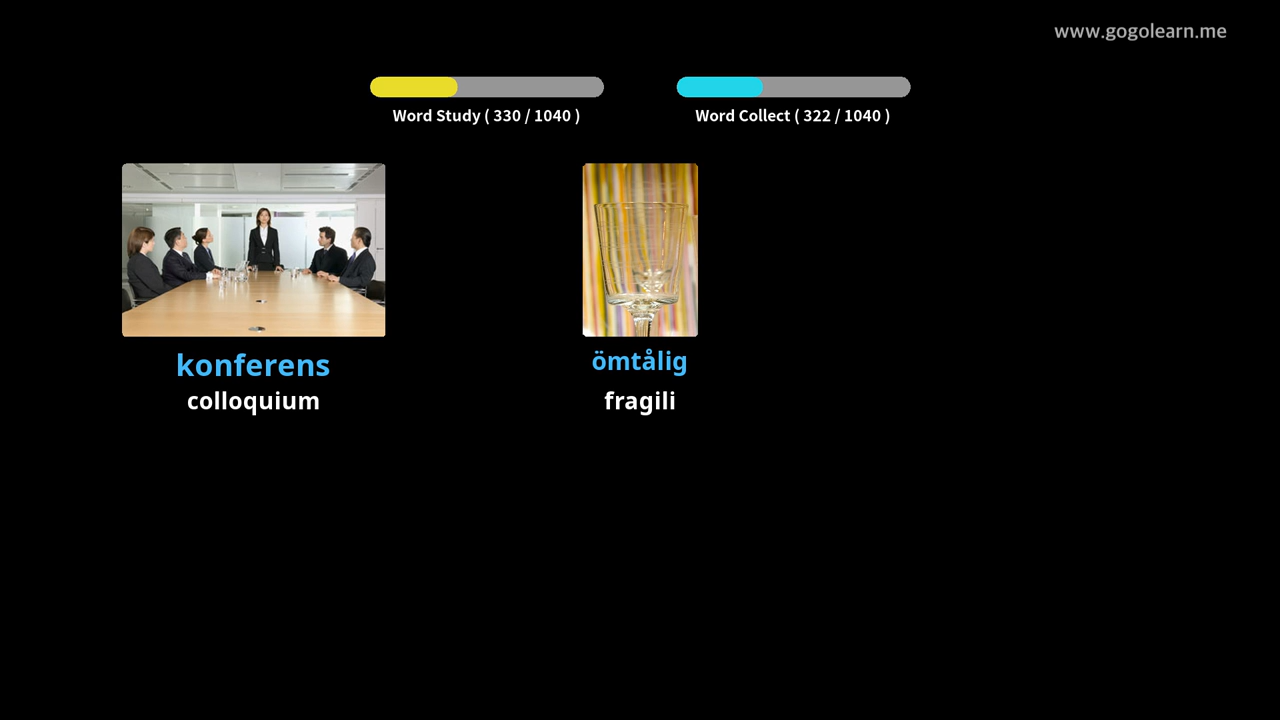 www.gogolearn.me
Word Study ( 330 / 1040 )
Word Collect ( 322 / 1040 )
konferens
colloquium
ömtålig
fragili